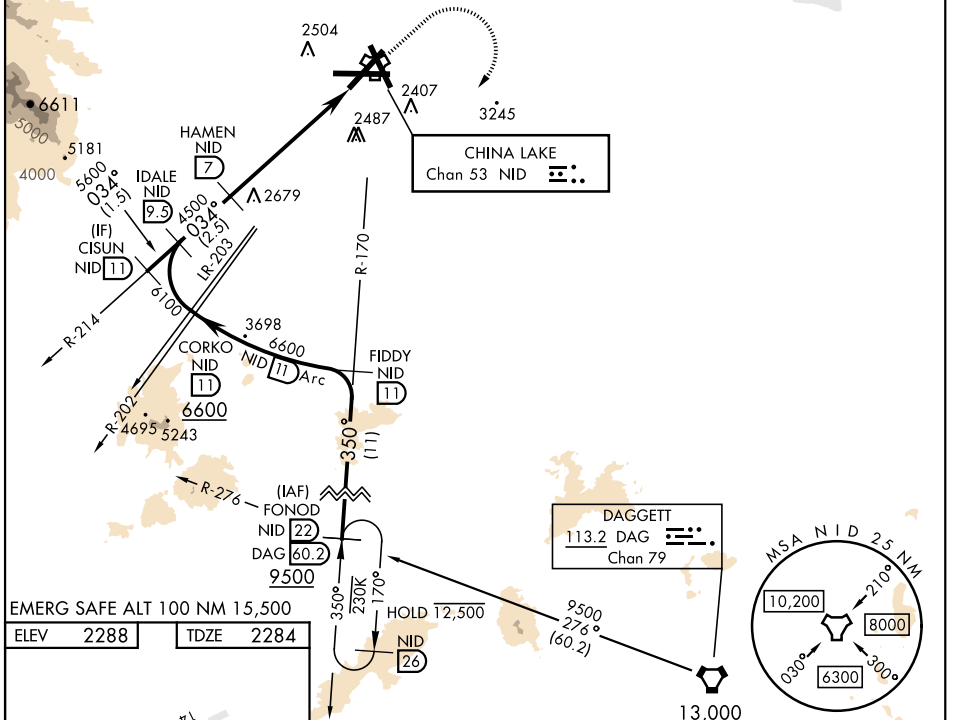 2504
2407
3245
2487
6611
5000
5181
4000
HAMEN
NID
7
CHINA LAKE
Chan 53 NID
5600
034°
(1.5)
IDALE
NID
9.5
2679
4500
034°
(2.5)
(IF)
CISUN
NID 11
LR-203
R-170
6100
R-214
3698
6600
NID 11 Arc
CORKO
NID
11
6600
FIDDY
NID
11
R-202
4695
5243
350°
(11)
R-276
(IAF)
FONOD
NID 22
DAG 60.2
9500
DAGGETT
113.2 DAG
Chan 79
350°
230K
170°
HOLD 12,500
NID
26
9500
276°
(60.2)
13,000
MSA NID 25 NM
210°
10,200
8000
030°
6300
300°
EMERG SAFE ALT 100 NM 15,500
ELEV 2288
TDZE 2284